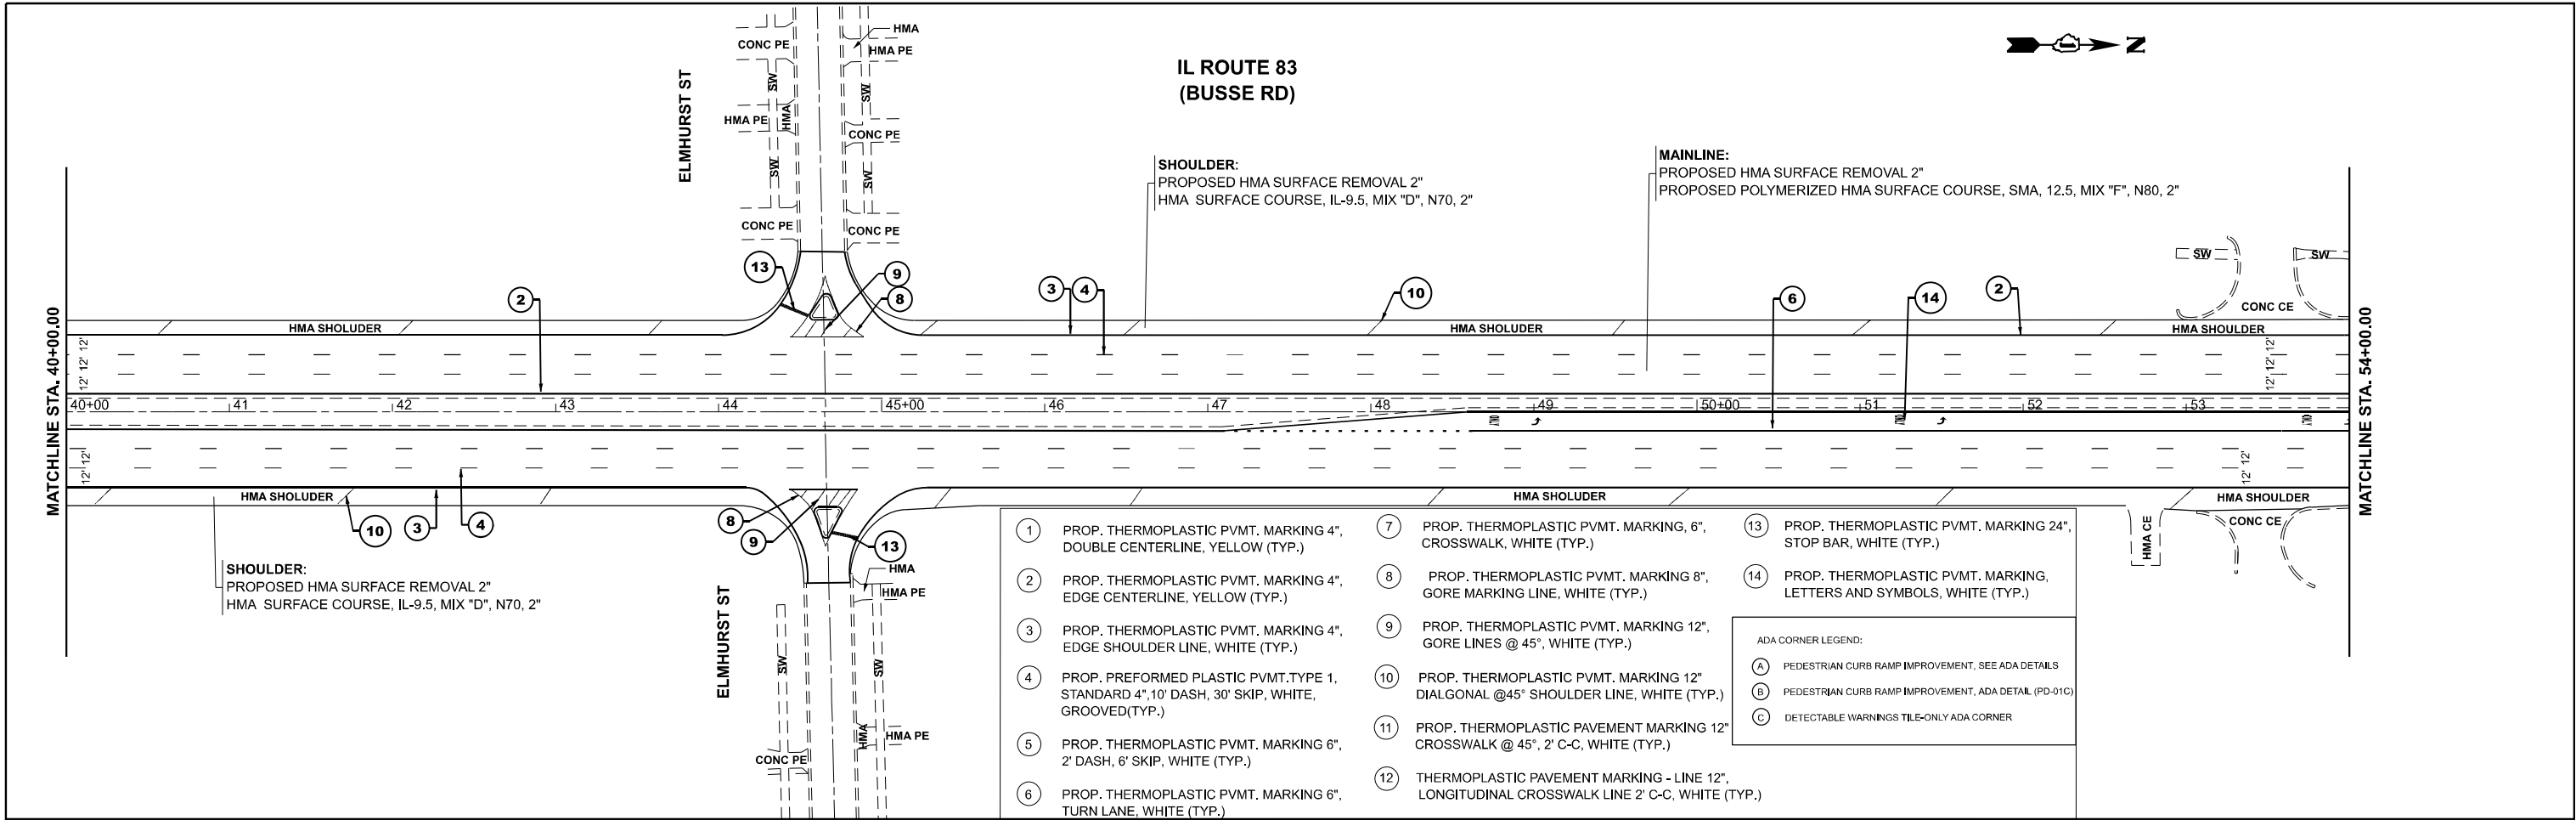 IL ROUTE 83
(BUSSE RD)
N
ELMHURST ST
CONC PE
SW
HMA PE
HMA
SW
CONC PE
HMA
HMA PE
SW
CONC PE
SW
CONC PE
SHOULDER:
PROPOSED HMA SURFACE REMOVAL 2"
HMA SURFACE COURSE, IL-9.5, MIX "D", N70, 2"
MAINLINE:
PROPOSED HMA SURFACE REMOVAL 2"
PROPOSED POLYMERIZED HMA SURFACE COURSE, SMA, 12.5, MIX "F", N80, 2"
SW
SW
CONC CE
13
9
8
2
3
4
10
6
14
2
MATCHLINE STA. 40+00.00
HMA SHOLUDER
HMA SHOLUDER
HMA SHOULDER
12' 12' 12'
12' 12' 12'
40+00
41
42
43
44
45+00
46
47
48
49
50+00
51
52
53
12' 12'
12' 12'
MATCHLINE STA. 54+00.00
HMA SHOLUDER
HMA SHOLUDER
HMA SHOULDER
10
3
4
8
9
13
HMA CE
CONC CE
SHOULDER:
PROPOSED HMA SURFACE REMOVAL 2"
HMA SURFACE COURSE, IL-9.5, MIX "D", N70, 2"
ELMHURST ST
HMA
HMA PE
SW
SW
HMA
HMA PE
CONC PE
1 PROP. THERMOPLASTIC PVMT. MARKING 4",
DOUBLE CENTERLINE, YELLOW (TYP.)
2 PROP. THERMOPLASTIC PVMT. MARKING 4",
EDGE CENTERLINE, YELLOW (TYP.)
3 PROP. THERMOPLASTIC PVMT. MARKING 4",
EDGE SHOULDER LINE, WHITE (TYP.)
4 PROP. PREFORMED PLASTIC PVMT.TYPE 1,
STANDARD 4",10' DASH, 30' SKIP, WHITE,
GROOVED(TYP.)
5 PROP. THERMOPLASTIC PVMT. MARKING 6",
2' DASH, 6' SKIP, WHITE (TYP.)
6 PROP. THERMOPLASTIC PVMT. MARKING 6",
TURN LANE, WHITE (TYP.)
7 PROP. THERMOPLASTIC PVMT. MARKING, 6",
CROSSWALK, WHITE (TYP.)
8 PROP. THERMOPLASTIC PVMT. MARKING 8",
GORE MARKING LINE, WHITE (TYP.)
9 PROP. THERMOPLASTIC PVMT. MARKING 12",
GORE LINES @ 45°, WHITE (TYP.)
10 PROP. THERMOPLASTIC PVMT. MARKING 12"
DIALGONAL @45° SHOULDER LINE, WHITE (TYP.)
11 PROP. THERMOPLASTIC PAVEMENT MARKING 12"
CROSSWALK @ 45°, 2' C-C, WHITE (TYP.)
12 THERMOPLASTIC PAVEMENT MARKING - LINE 12",
LONGITUDINAL CROSSWALK LINE 2' C-C, WHITE (TYP.)
13 PROP. THERMOPLASTIC PVMT. MARKING 24",
STOP BAR, WHITE (TYP.)
14 PROP. THERMOPLASTIC PVMT. MARKING,
LETTERS AND SYMBOLS, WHITE (TYP.)
ADA CORNER LEGEND:
A PEDESTRIAN CURB RAMP IMPROVEMENT, SEE ADA DETAILS
B PEDESTRIAN CURB RAMP IMPROVEMENT, ADA DETAIL (PD-01C)
C DETECTABLE WARNINGS TILE-ONLY ADA CORNER